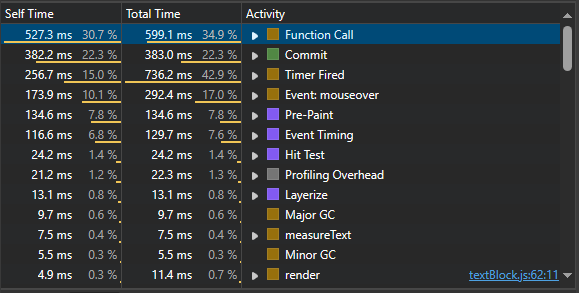 Self Time Total Time Activity
527.3 ms 30.7 % 599.1 ms 34.9 % Function Call
382.2 ms 22.3 % 383.0 ms 22.3 % Commit
256.7 ms 15.0 % 736.2 ms 42.9 % Timer Fired
173.9 ms 10.1 % 292.4 ms 17.0 % Event: mouseover
134.6 ms 7.8 % 134.6 ms 7.8 % Pre-Paint
116.6 ms 6.8 % 129.7 ms 7.6 % Event Timing
24.2 ms 1.4 % 24.2 ms 1.4 % Hit Test
21.2 ms 1.2 % 22.3 ms 1.3 % Profiling Overhead
13.1 ms 0.8 % 13.1 ms 0.8 % Layerize
9.7 ms 0.6 % 9.7 ms 0.6 % Major GC
7.5 ms 0.4 % 7.5 ms 0.4 % measureText
5.5 ms 0.3 % 5.5 ms 0.3 % Minor GC
4.9 ms 0.3 % 11.4 ms 0.7 % render textBlock.js:62:11